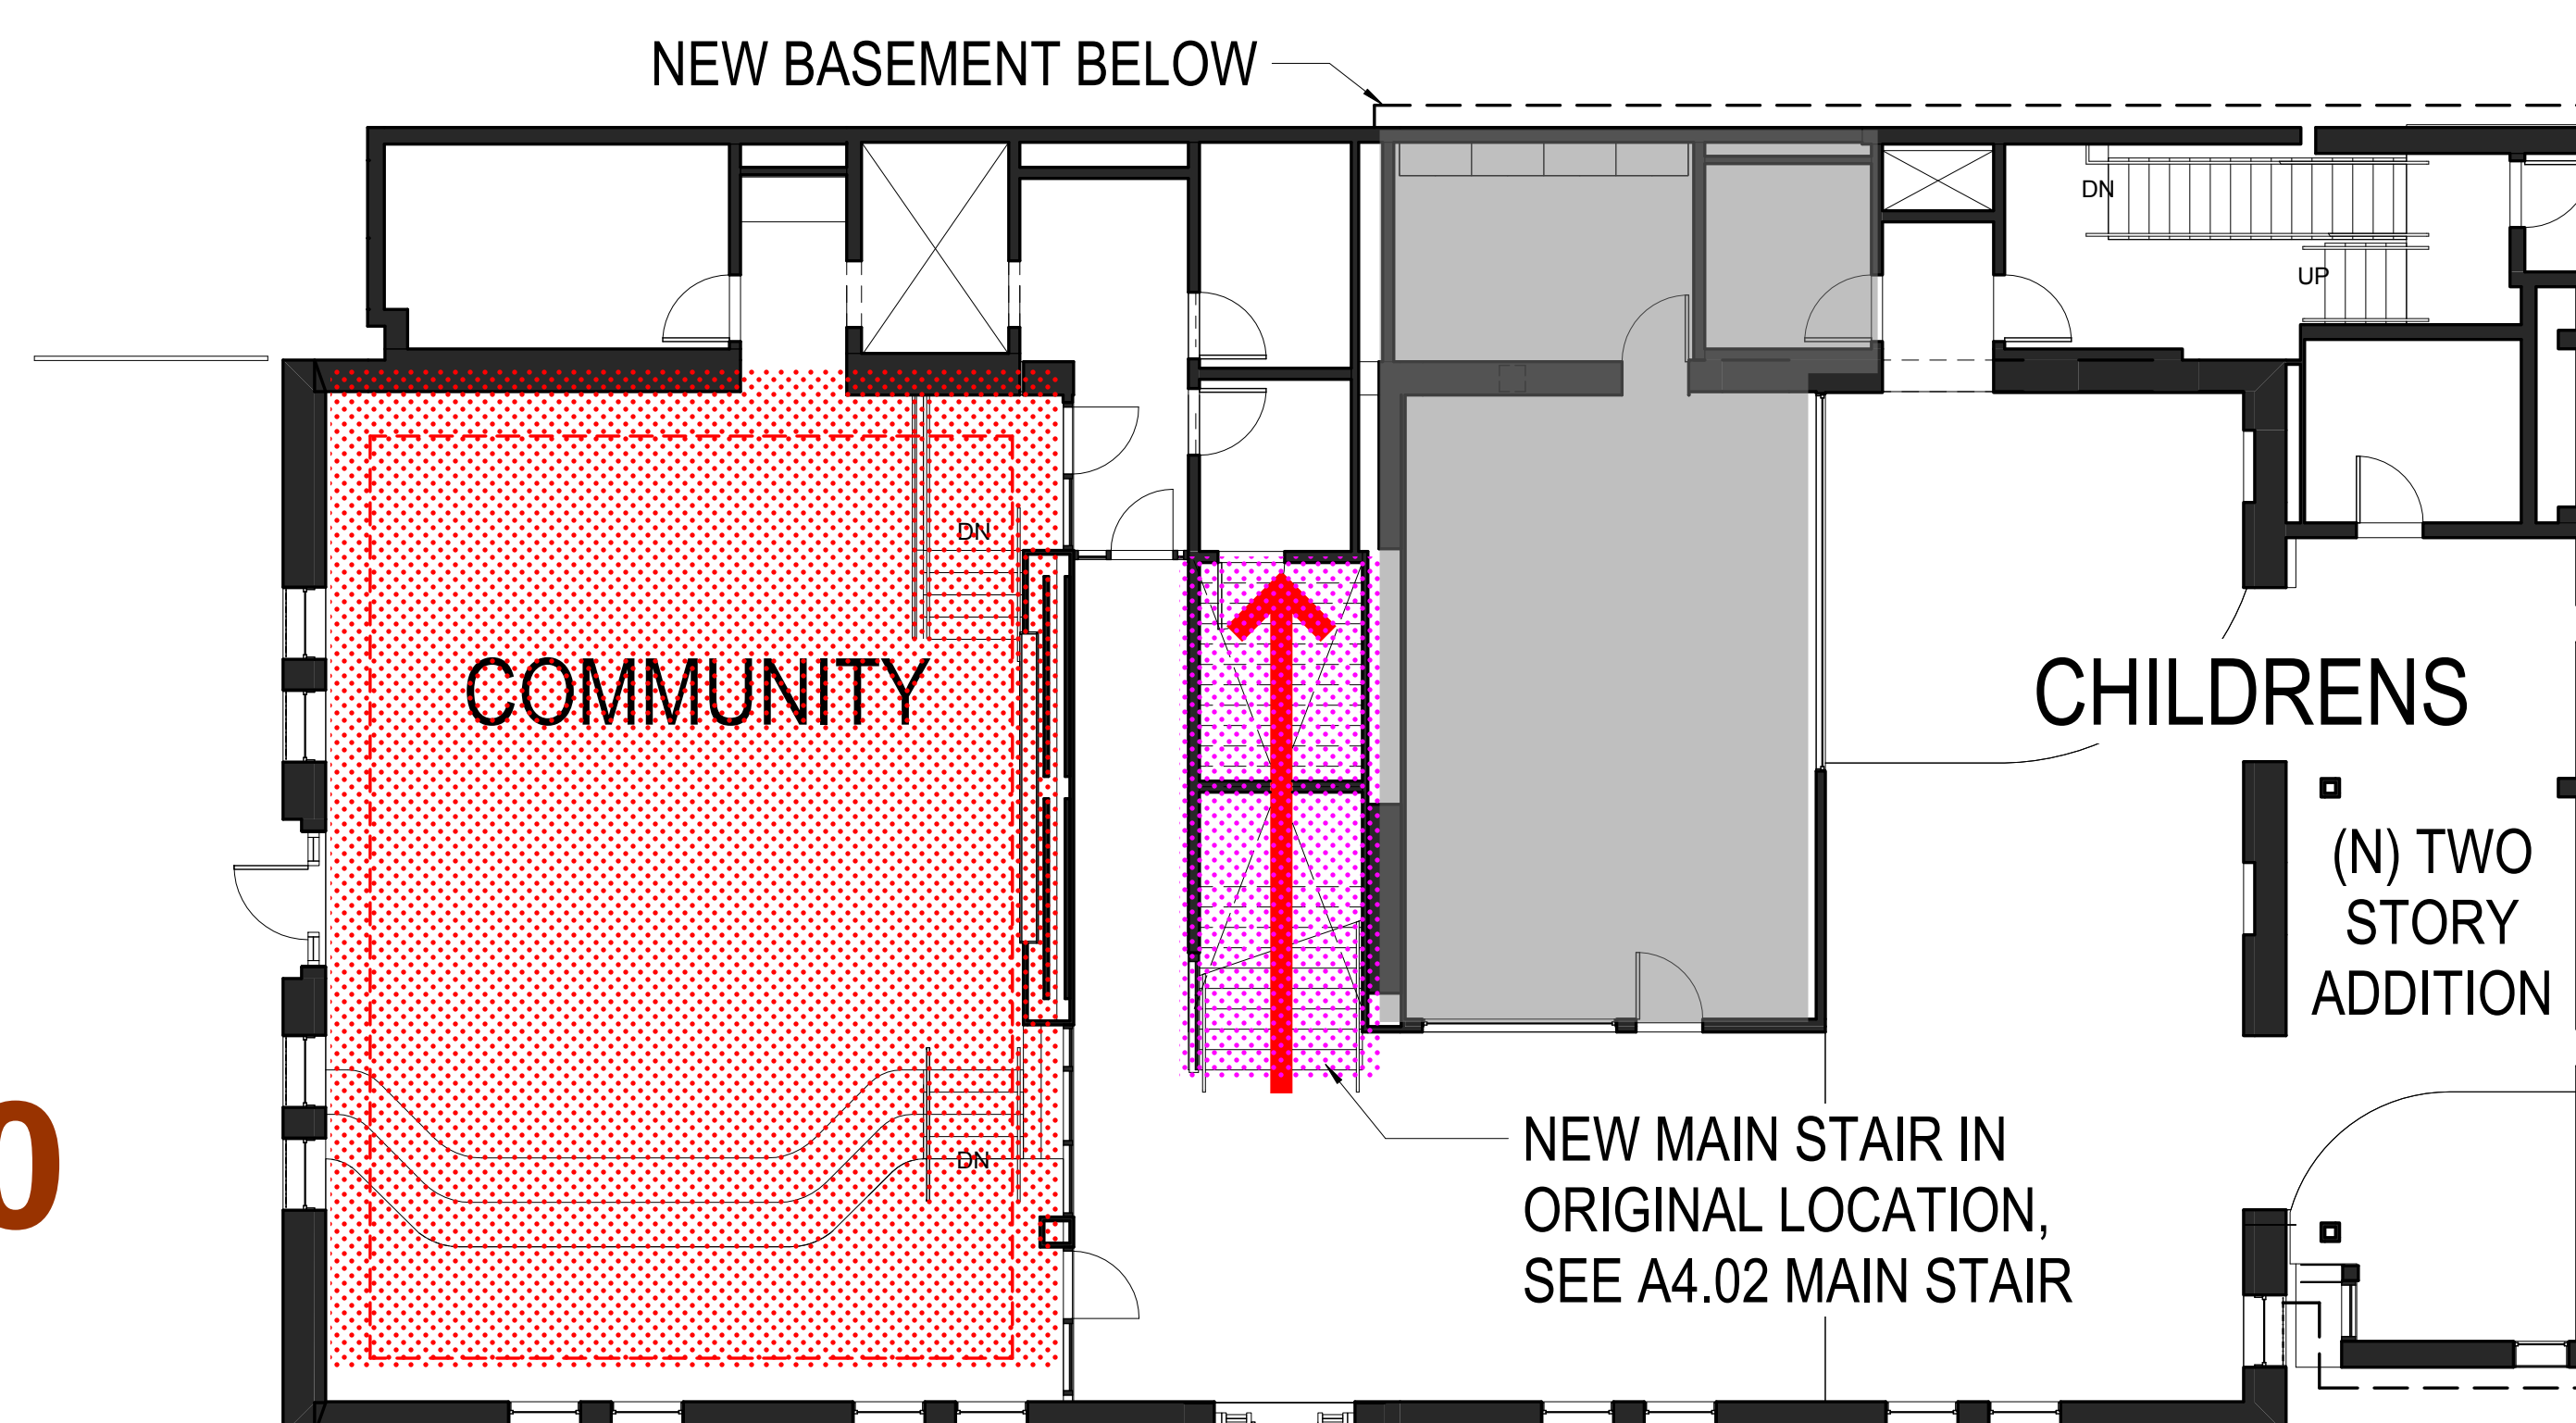 NEW BASEMENT BELOW
DN
UP
DN
COMMUNITY
CHILDRENS
(N) TWO
STORY
ADDITION
0
DN
NEW MAIN STAIR IN
ORIGINAL LOCATION,
SEE A4.02 MAIN STAIR